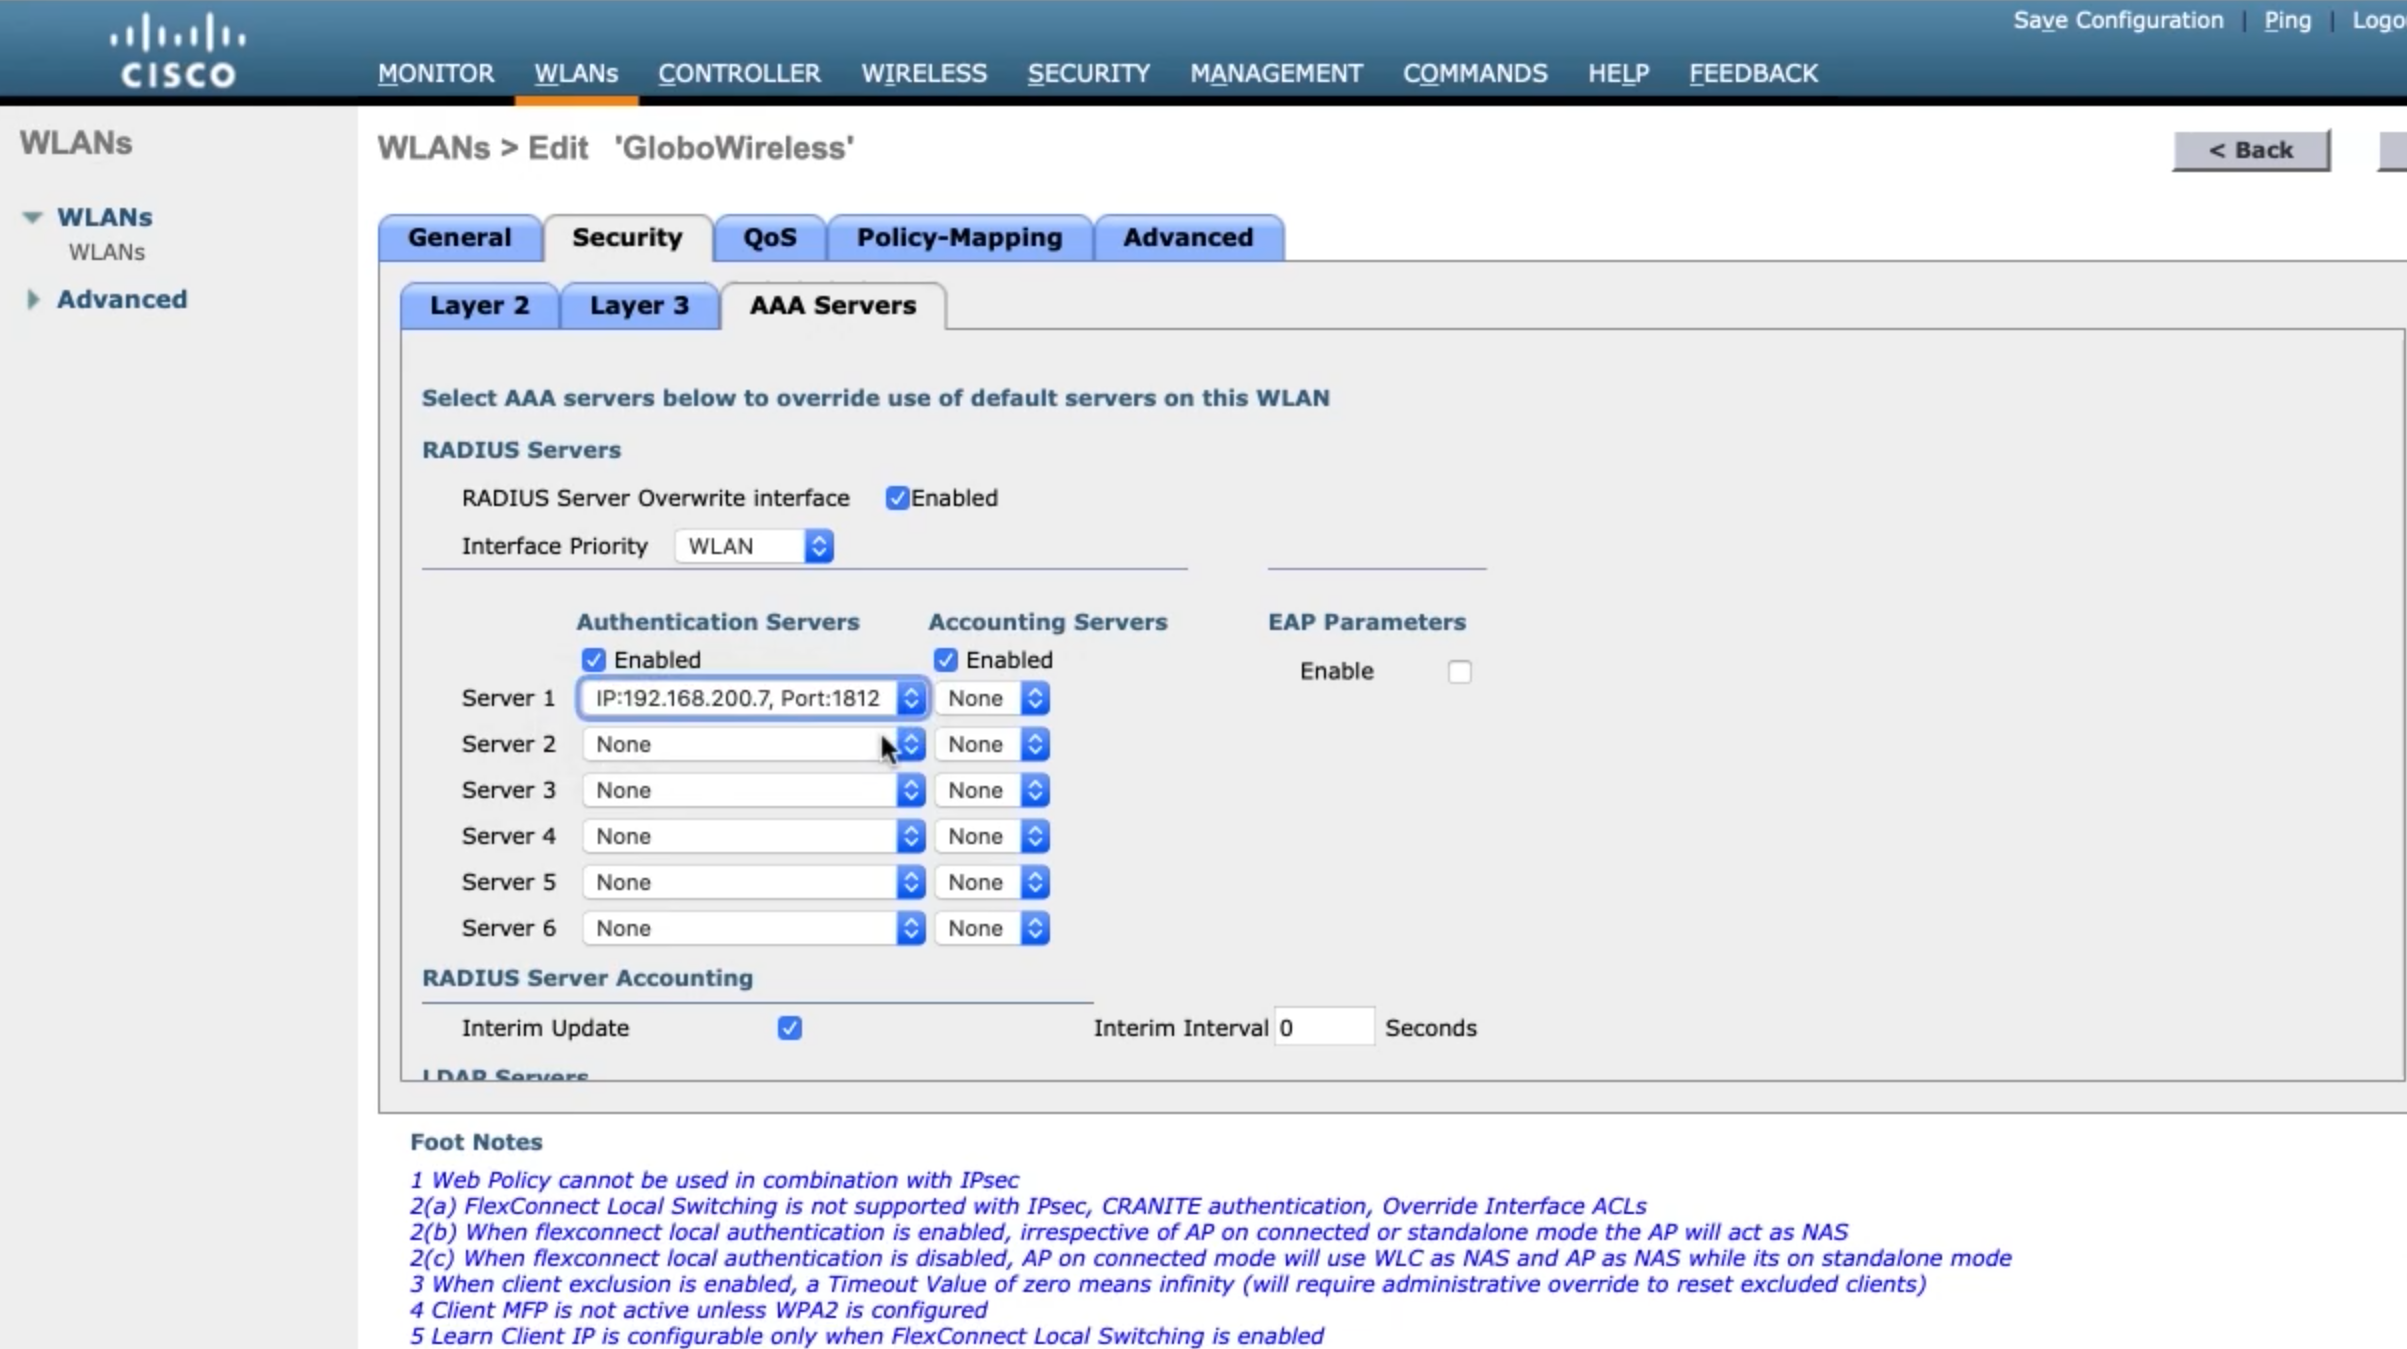 Save Configuration | Ping | Logo
CISCO
MONITOR WLANs CONTROLLER WIRELESS SECURITY MANAGEMENT COMMANDS HELP FEEDBACK
WLANs
WLANs > Edit 'GloboWireless'
< Back
WLANs
WLANs
Advanced
General Security QoS Policy-Mapping Advanced
Layer 2 Layer 3 AAA Servers
Select AAA servers below to override use of default servers on this WLAN
RADIUS Servers
RADIUS Server Overwrite interface Enabled
Interface Priority WLAN
Authentication Servers Accounting Servers EAP Parameters
Enabled Enabled
Enable
Server 1 IP:192.168.200.7, Port:1812 None
Server 2 None None
Server 3 None None
Server 4 None None
Server 5 None None
Server 6 None None
RADIUS Server Accounting
Interim Update Interim Interval 0 Seconds
LDAP Servers
Foot Notes
1 Web Policy cannot be used in combination with IPsec
2(a) FlexConnect Local Switching is not supported with IPsec, CRANITE authentication, Override Interface ACLs
2(b) When flexconnect local authentication is enabled, irrespective of AP on connected or standalone mode the AP will act as NAS
2(c) When flexconnect local authentication is disabled, AP on connected mode will use WLC as NAS and AP as NAS while its on standalone mode
3 When client exclusion is enabled, a Timeout Value of zero means infinity (will require administrative override to reset excluded clients)
4 Client MFP is not active unless WPA2 is configured
5 Learn Client IP is configurable only when FlexConnect Local Switching is enabled